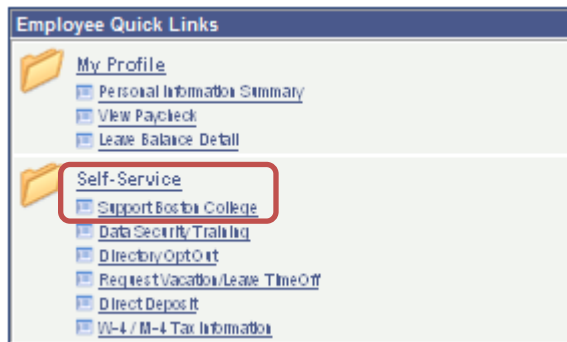 Employee Quick Links
My Profile
Personal Information Summary
View Paycheck
Leave Balance Detail
Self-Service
Support Boston College
Data Security Training
Directory Opt Out
Request Vacation/Leave Time Off
Direct Deposit
W-4 / M-4 Tax Information